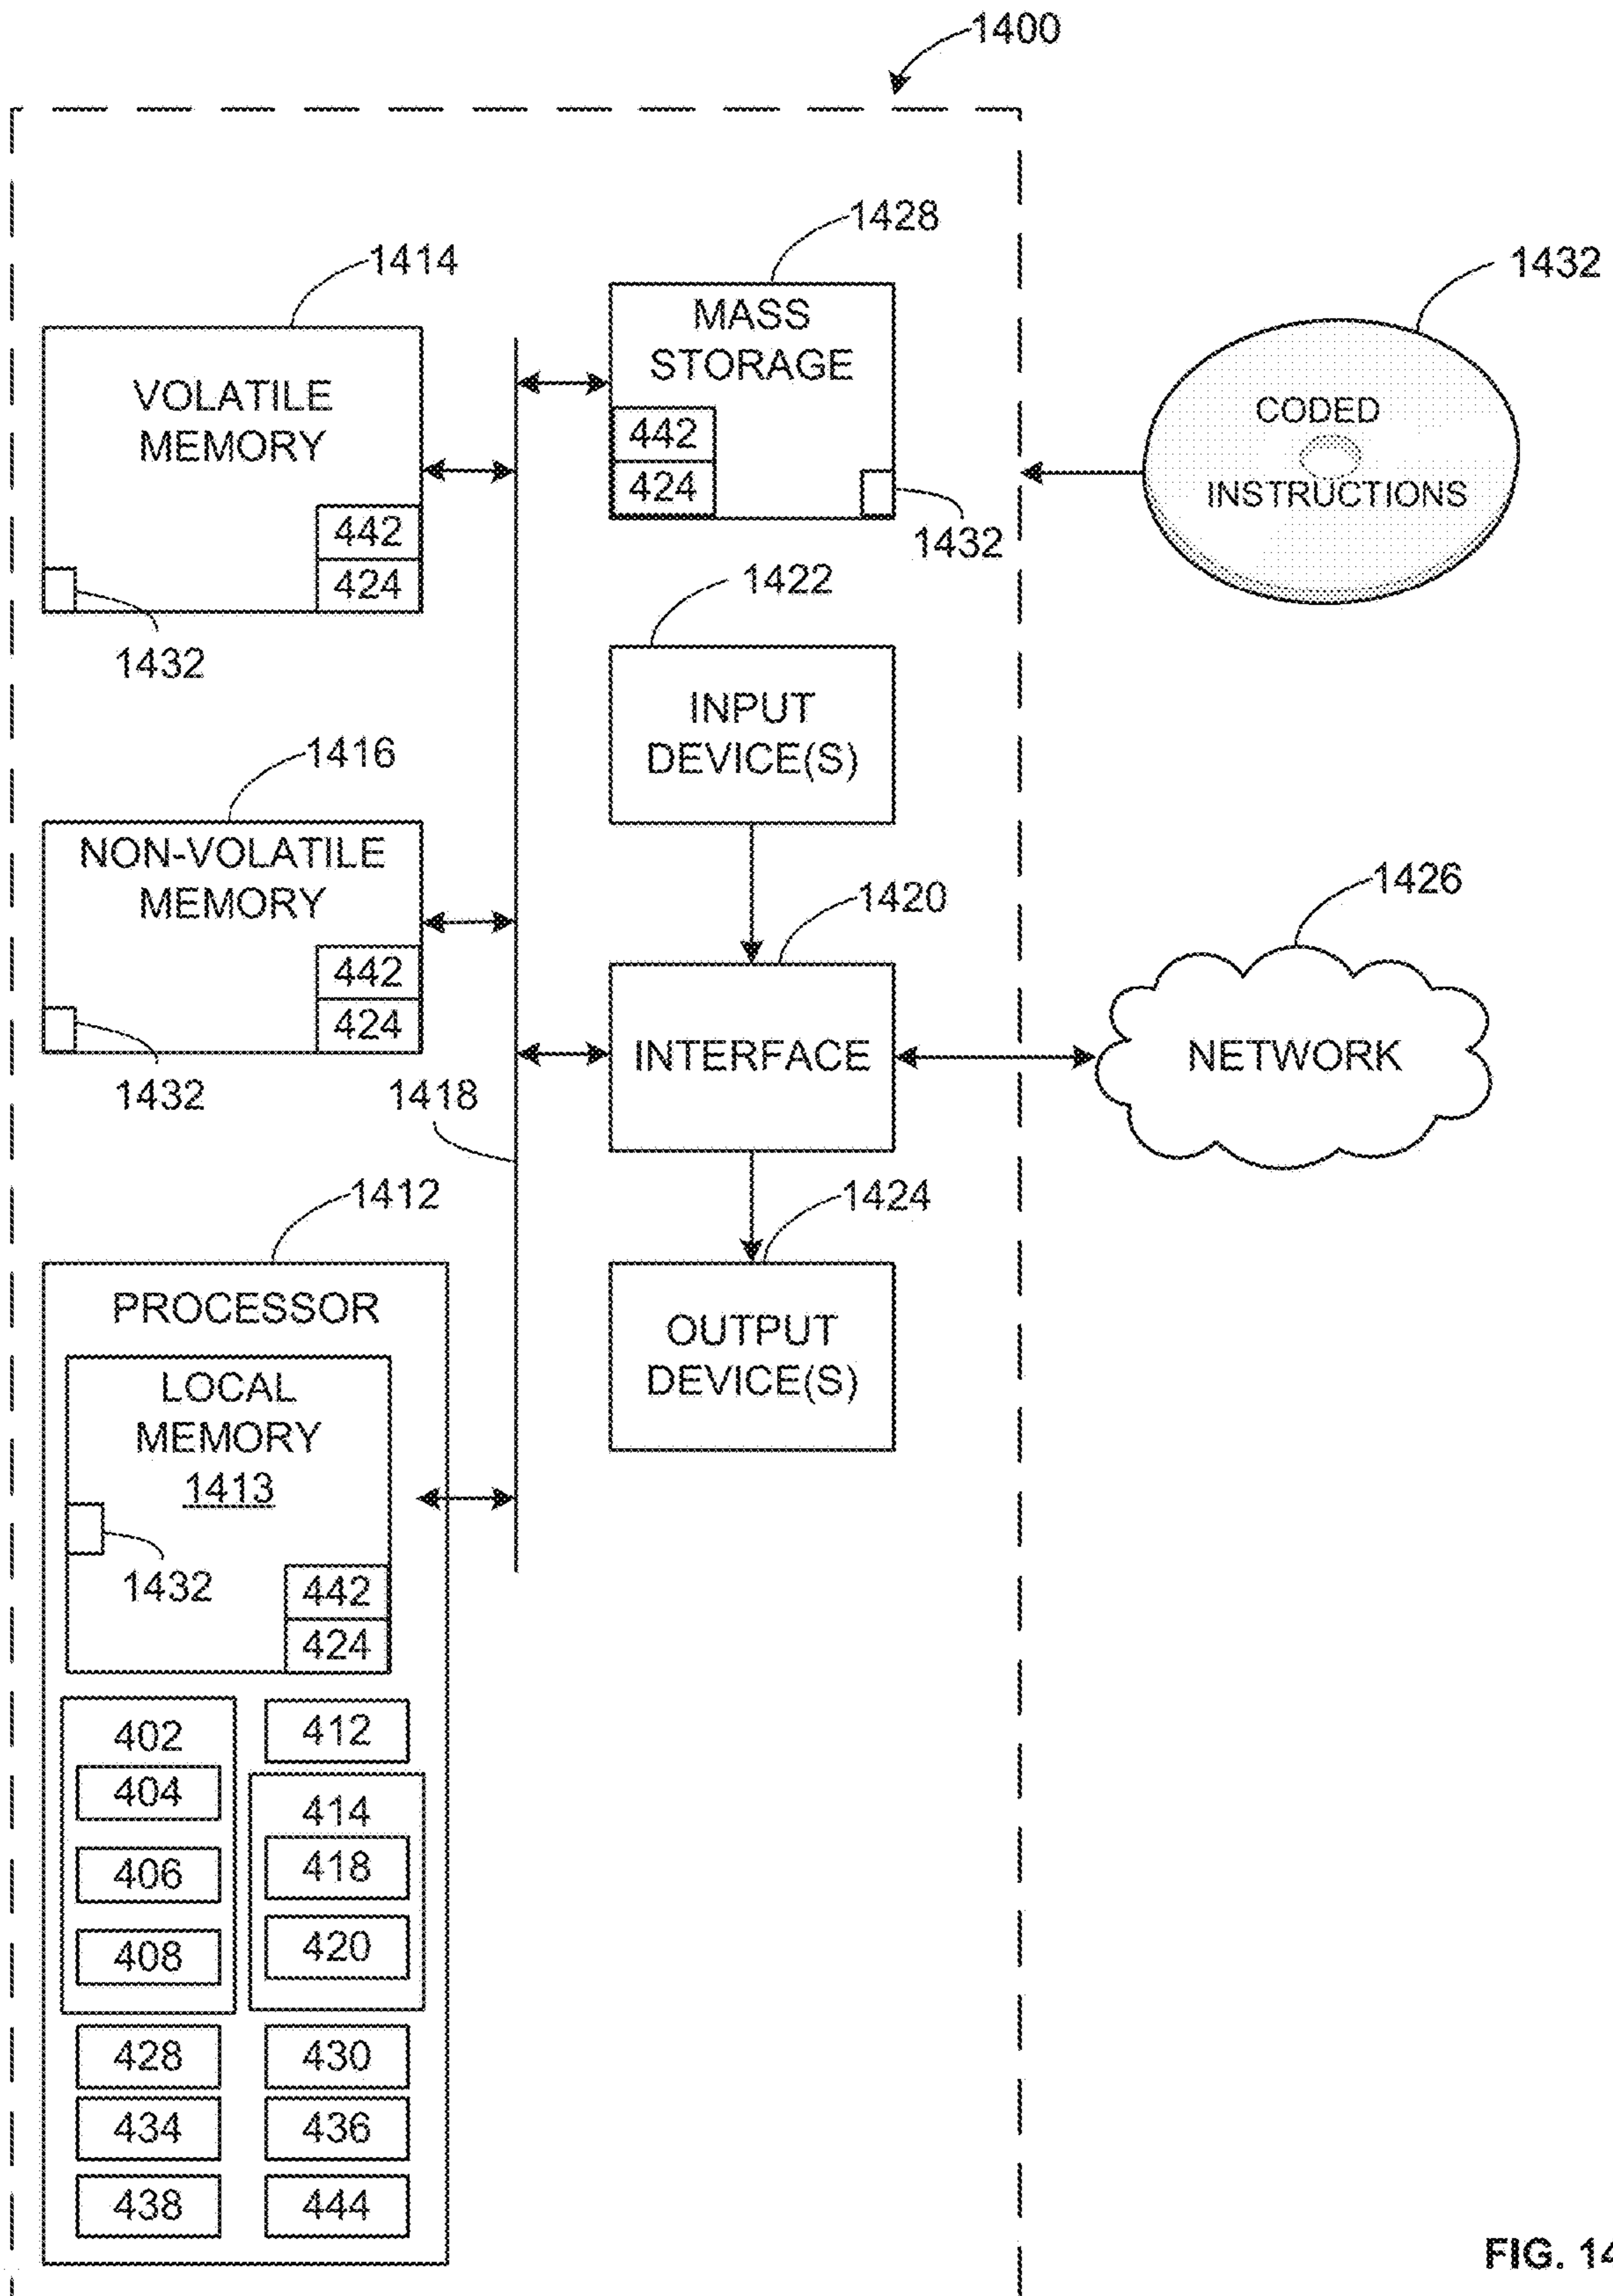 1400
1414
VOLATILE
MEMORY
442
424
1432
1428
MASS
STORAGE
442
424
1432
1432
CODED
INSTRUCTIONS
1422
INPUT
DEVICE(S)
1416
NON-VOLATILE
MEMORY
442
424
1432
1418
1420
INTERFACE
1426
NETWORK
1424
OUTPUT
DEVICE(S)
1412
PROCESSOR
LOCAL
MEMORY
1413
1432
442
424
402
404
406
408
412
414
418
420
428
430
434
436
438
444
FIG. 14